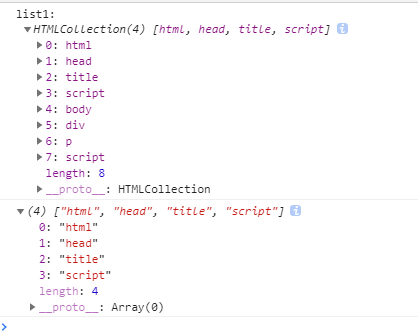 list1:
▼HTMLCollection(4) [html, head, title, script] i
▶0: html
▶1: head
▶2: title
▶3: script
▶4: body
▶5: div
▶6: p
▶7: script
length: 8
▶__proto__: HTMLCollection
▼(4) ["html", "head", "title", "script"] i
0: "html"
1: "head"
2: "title"
3: "script"
length: 4
▶__proto__: Array(0)
>